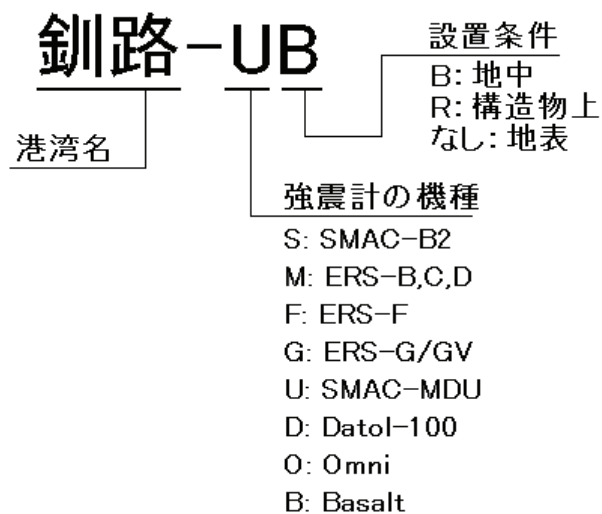 釧路-UB
設置条件
B: 地中
R: 構造物上
なし: 地表
港湾名
強震計の機種
S: SMAC-B2
M: ERS-B,C,D
F: ERS-F
G: ERS-G/GV
U: SMAC-MDU
D: Datol-100
O: Omni
B: Basalt